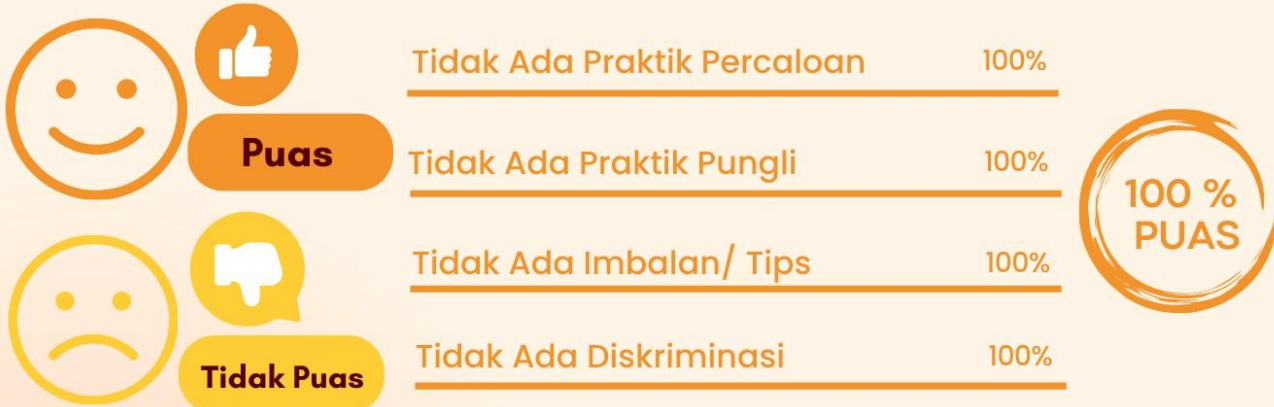 Puas
Tidak Puas
Tidak Ada Praktik Percaloan 100%
Tidak Ada Praktik Pungli 100%
Tidak Ada Imbalan/ Tips 100%
Tidak Ada Diskriminasi 100%
100 %
PUAS